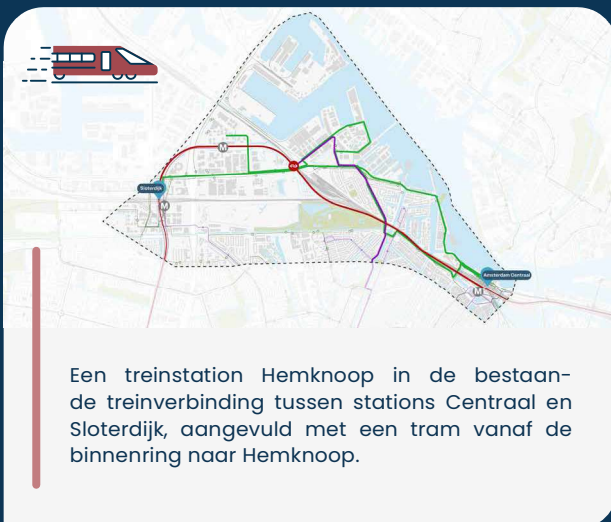 Sloterdijk
Amsterdam Centraal
M
M
M
Een treinstation Hemknoop in de bestaan-
de treinverbinding tussen stations Centraal en
Sloterdijk, aangevuld met een tram vanaf de
binnenring naar Hemknoop.